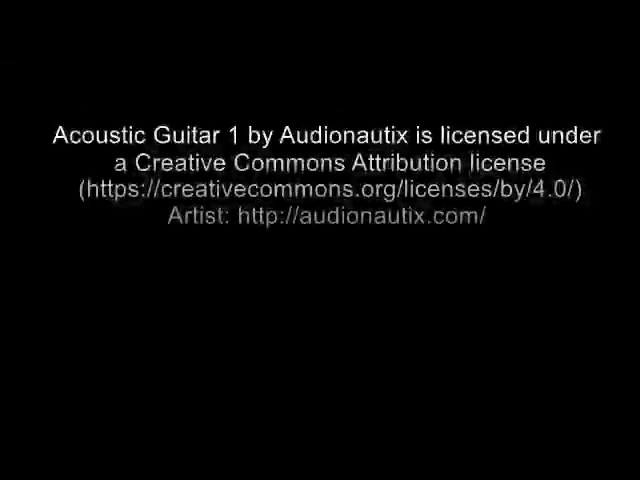 Acoustic Guitar 1 by Audionautix is licensed under
a Creative Commons Attribution license
(https://creativecommons.org/licenses/by/4.0/)
Artist: http://audionautix.com/